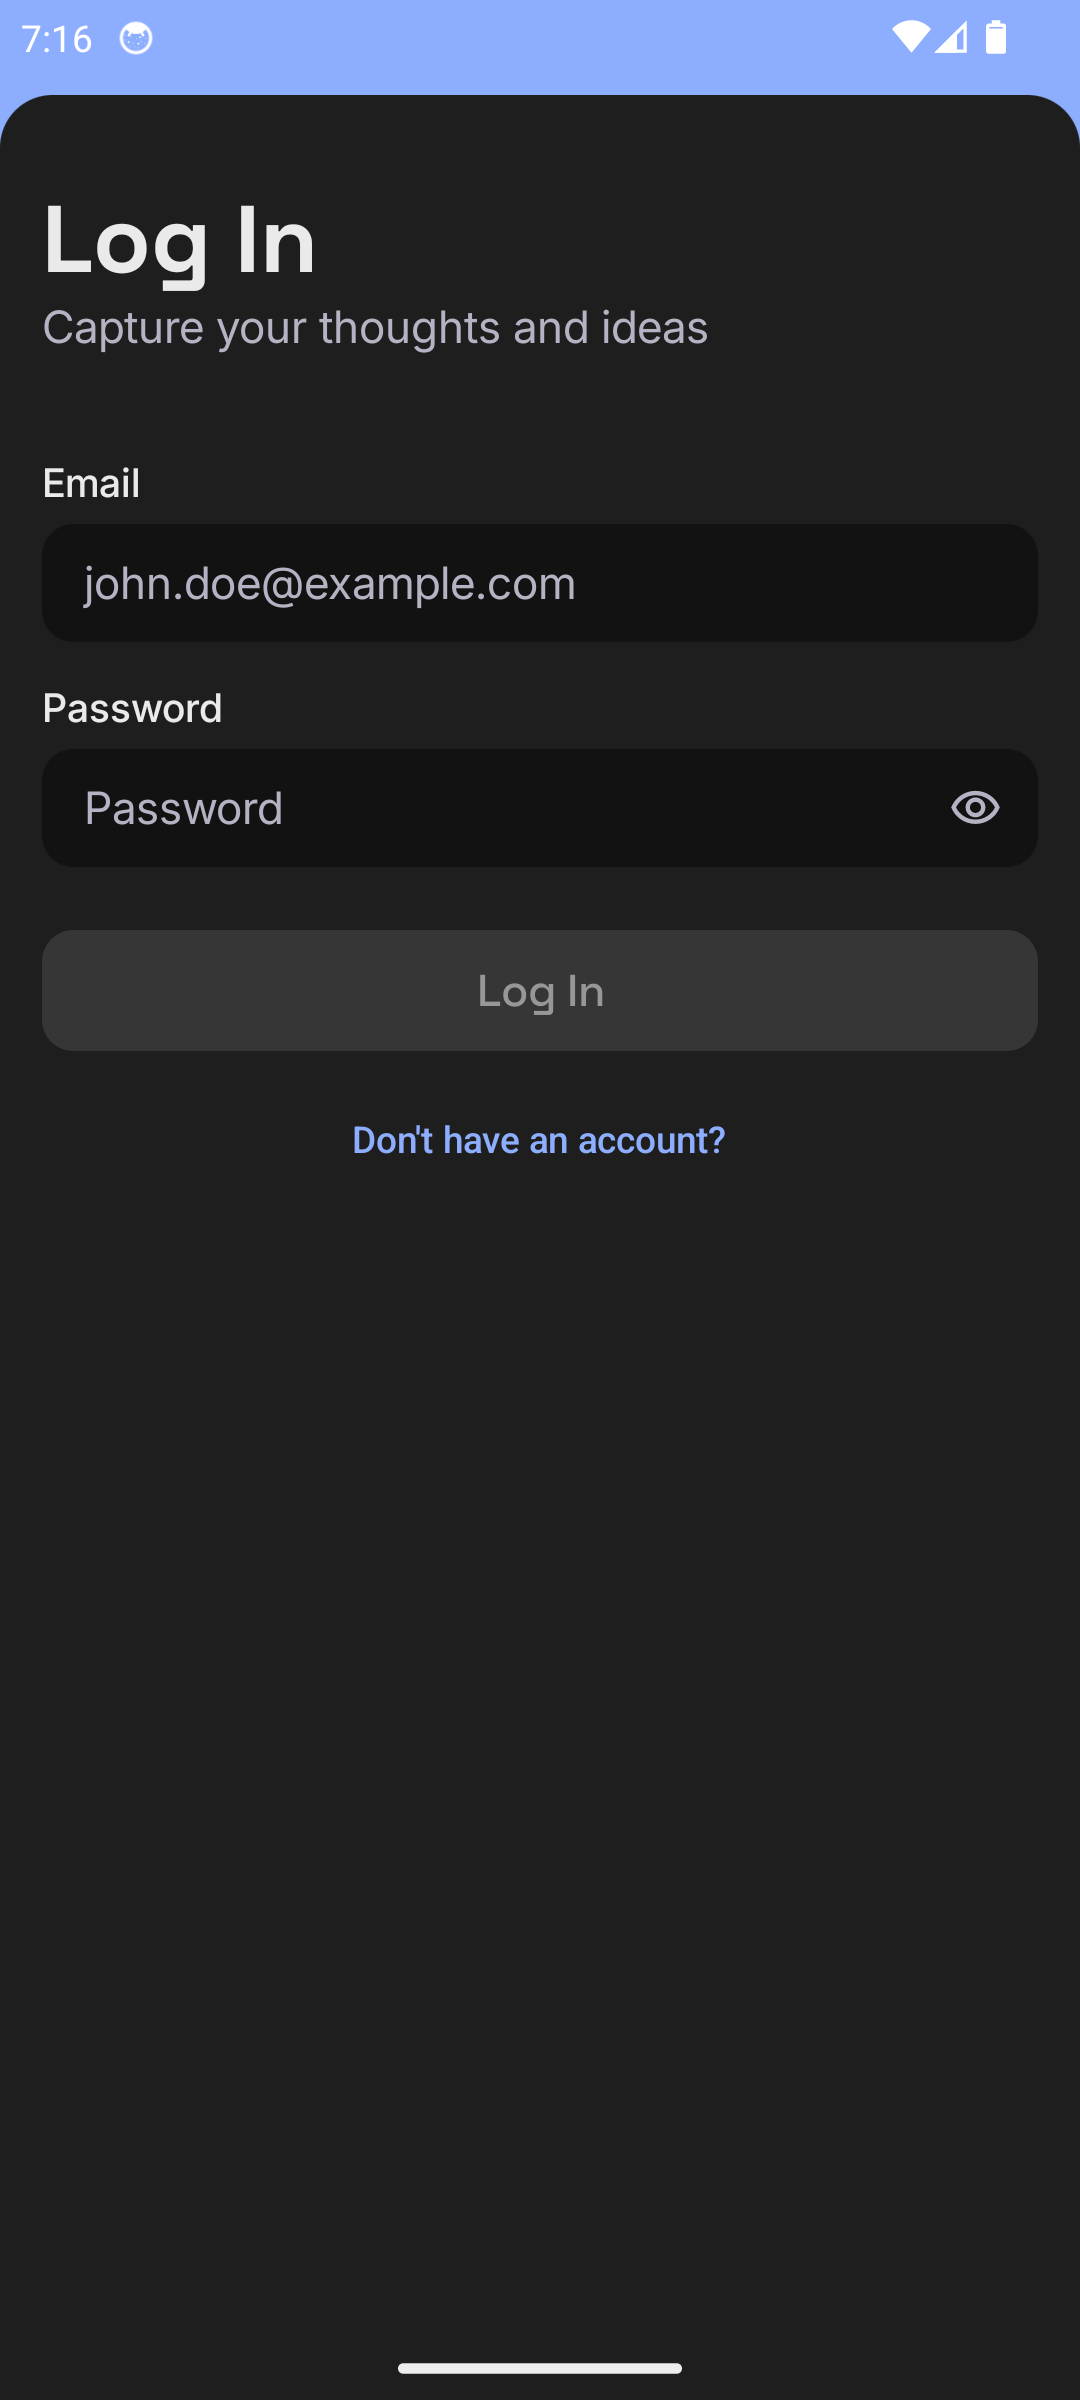 7:16
Log In
Capture your thoughts and ideas
Email
john.doe@example.com
Password
Password
Log In
Don't have an account?